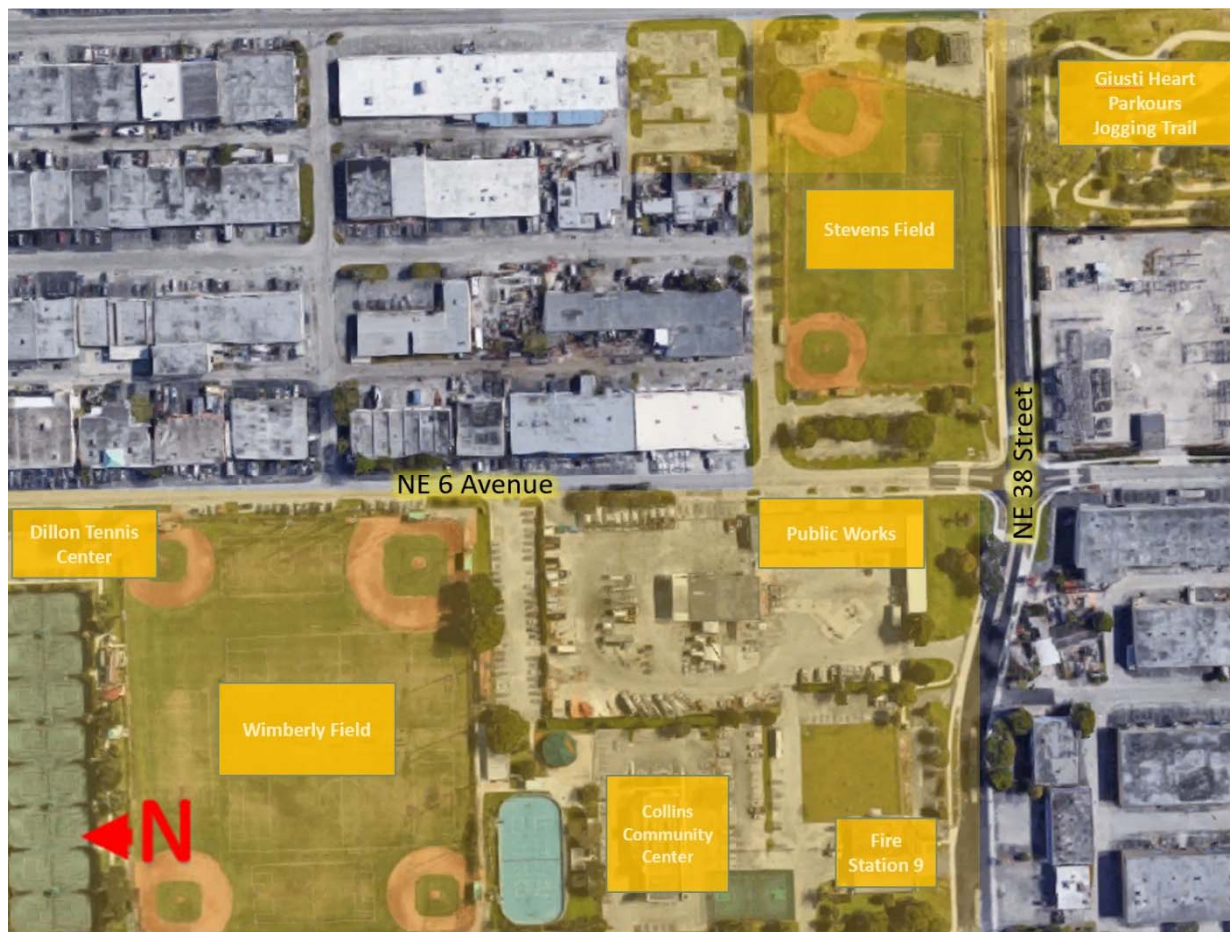 Giusti Heart
Parkours
Jogging Trail
Stevens Field
NE 38 Street
NE 6 Avenue
Dillon Tennis
Center
Public Works
Wimberly Field
N
Collins
Community
Center
Fire
Station 9